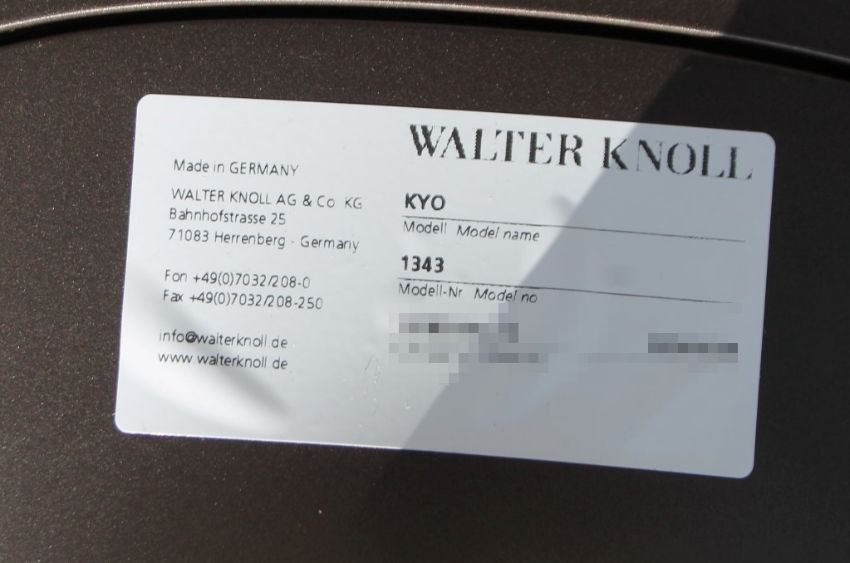 Made in GERMANY
WALTER KNOLL AG & Co KG
Bahnhofstrasse 25
71083 Herrenberg - Germany
Fon +49(0)7032/208-0
Fax +49(0)7032/208-250
info@walterknoll de
www walterknoll de
WALTER KNOLL
KYO
Modell Model name
1343
Modell-Nr Model no